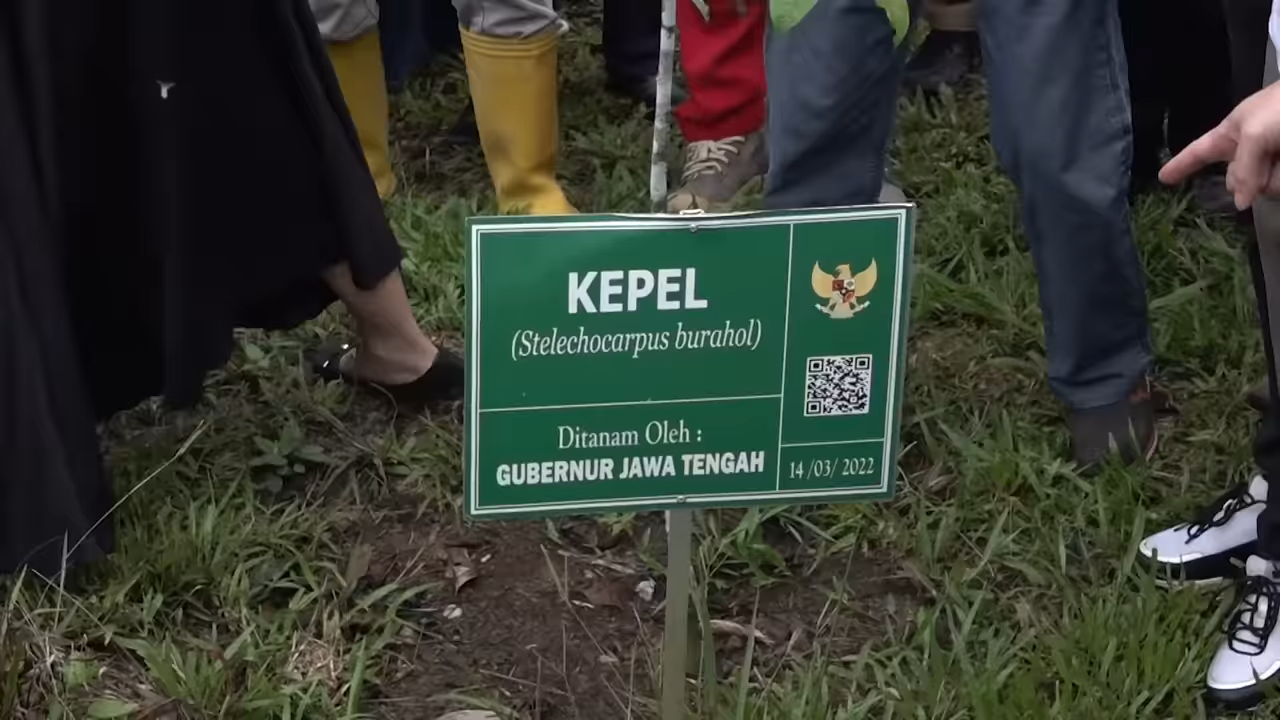 KEPEL
(Stelechocarpus burahol)
Ditanam Oleh :
GUBERNUR JAWA TENGAH
14 /03/ 2022